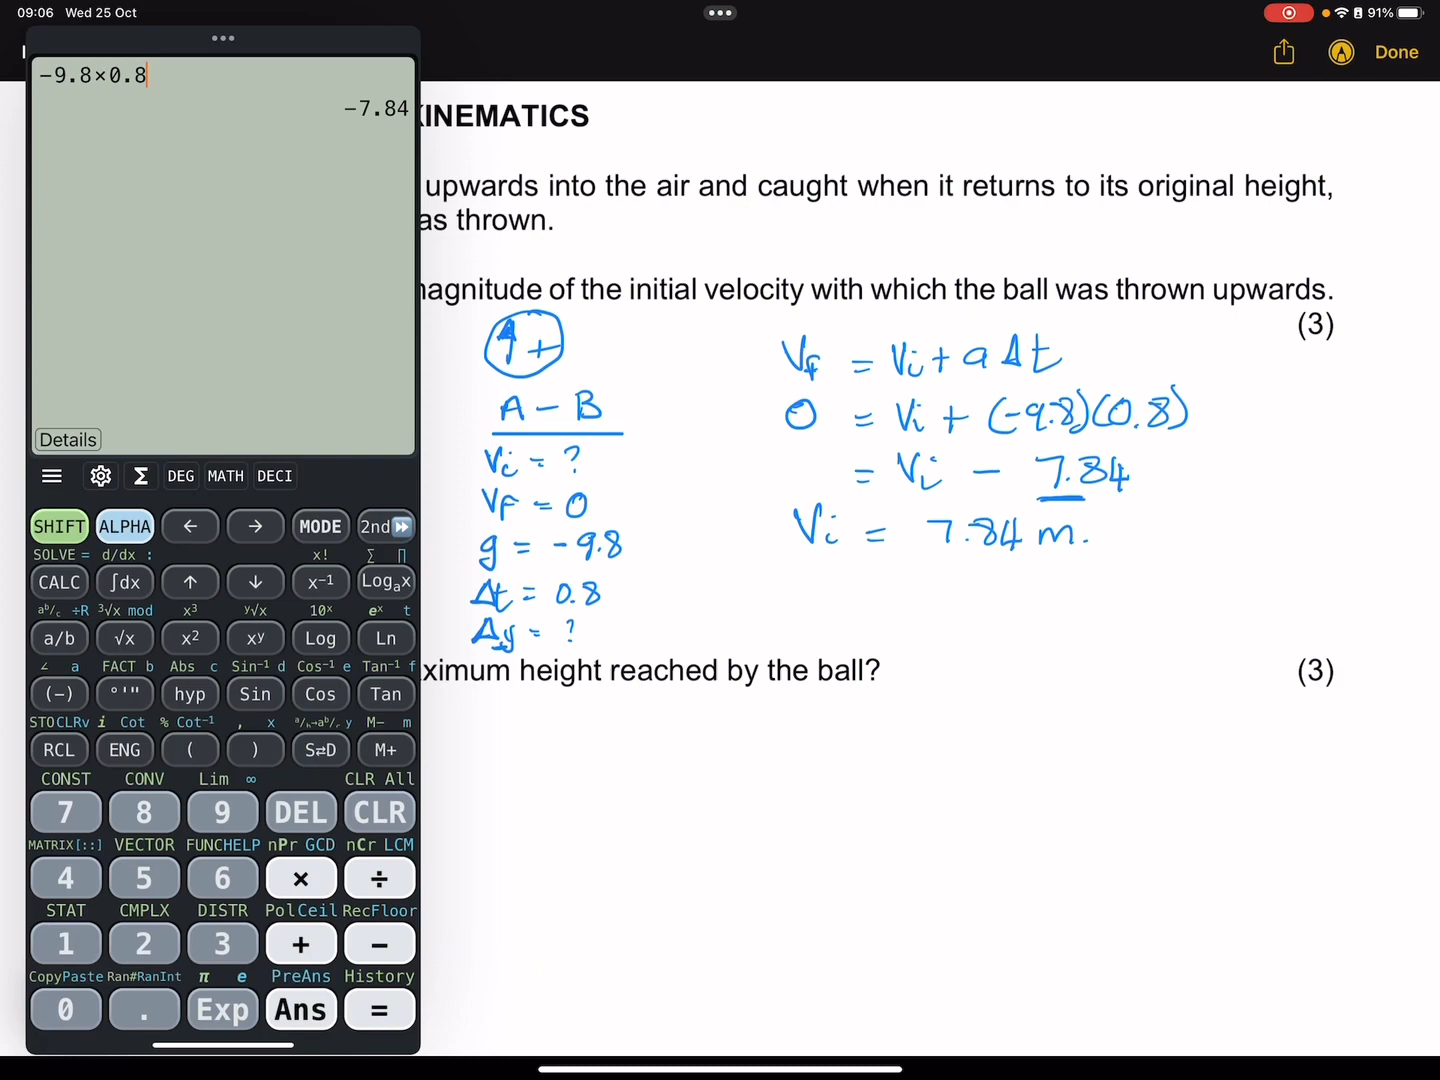 09:06 Wed 25 Oct
91%
Done
−9.8×0.8
−7.84
Details
DEG MATH DECI
SHIFT ALPHA ← → MODE 2nd
SOLVE = d/dx : x! ∑ ∏
CALC ∫dx ↑ ↓ x⁻¹ Logₐx
aᵇ/c ÷R ³√x mod x³ ʸ√x 10ˣ eˣ t
a/b √x x² xʸ Log Ln
∠ a FACT b Abs c Sin⁻¹ d Cos⁻¹ e Tan⁻¹ f
(−) °'" hyp Sin Cos Tan
STO CLRv i Cot % Cot⁻¹ , x y M− m
RCL ENG ( ) S⇄D M+
CONST CONV Lim ∞ CLR All
7 8 9 DEL CLR
MATRIX[::] VECTOR FUNC HELP nPr GCD nCr LCM
4 5 6 × ÷
STAT CMPLX DISTR Pol Ceil Rec Floor
1 2 3 + −
Copy Paste Ran# RanInt π e PreAns History
0 . Exp Ans =
KINEMATICS
upwards into the air and caught when it returns to its original height,
as thrown.
agnitude of the initial velocity with which the ball was thrown upwards.
(3)
↑+
A − B
Vi = ?
VF = 0
g = −9.8
Δt = 0.8
Δy = ?
Vf = Vi + a Δt
0 = Vi + (−9.8)(0.8)
= Vi − 7.84
Vi = 7.84 m.
ximum height reached by the ball?
(3)